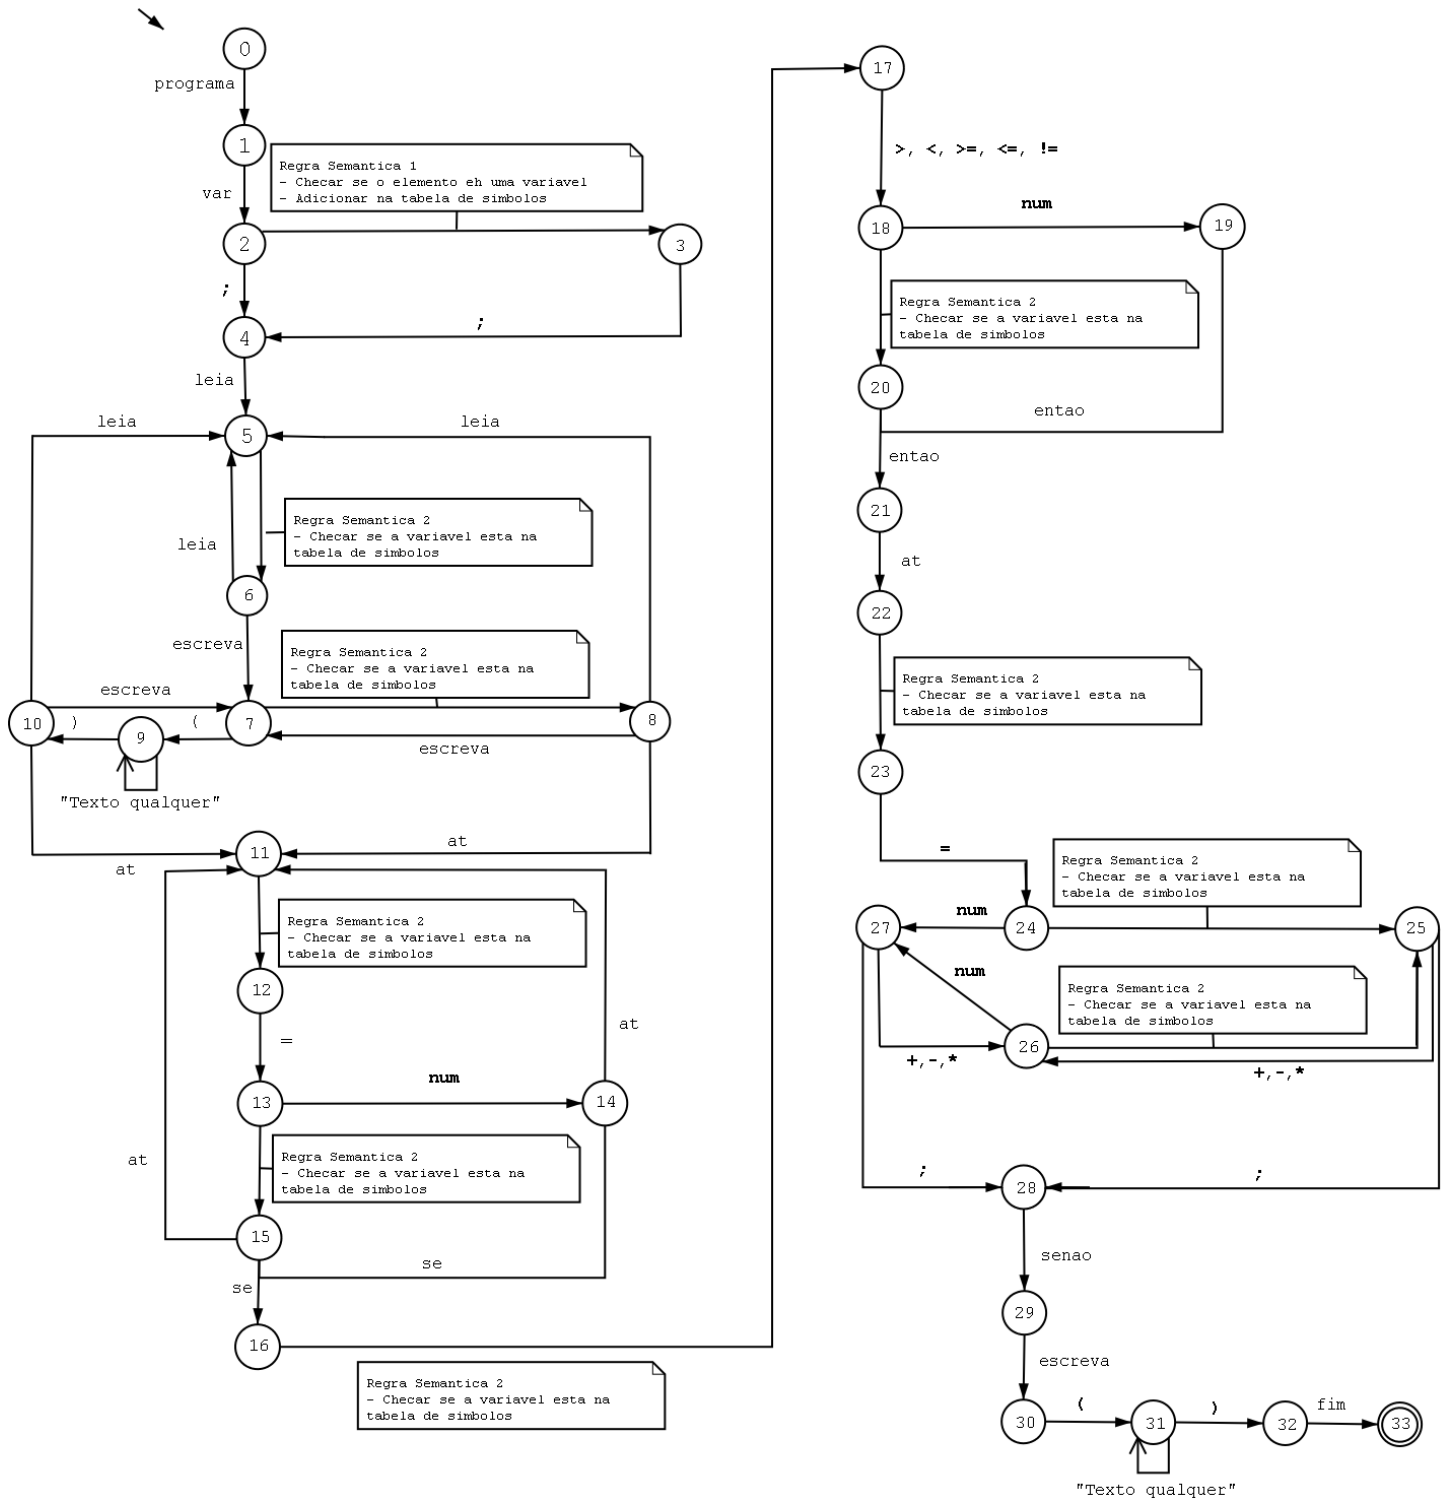 0
programa
1
Regra Semantica 1
- Checar se o elemento eh uma variavel
- Adicionar na tabela de simbolos
var
2
3
;
;
4
leia
leia
5
leia
Regra Semantica 2
- Checar se a variavel esta na
tabela de simbolos
leia
6
escreva
Regra Semantica 2
- Checar se a variavel esta na
tabela de simbolos
escreva
10
)
9
(
7
8
escreva
"Texto qualquer"
11
at
at
Regra Semantica 2
- Checar se a variavel esta na
tabela de simbolos
12
at
=
num
13
14
Regra Semantica 2
- Checar se a variavel esta na
tabela de simbolos
at
15
se
se
16
Regra Semantica 2
- Checar se a variavel esta na
tabela de simbolos
17
>, <, >=, <=, !=
num
18
19
Regra Semantica 2
- Checar se a variavel esta na
tabela de simbolos
20
entao
entao
21
at
22
Regra Semantica 2
- Checar se a variavel esta na
tabela de simbolos
23
=
Regra Semantica 2
- Checar se a variavel esta na
tabela de simbolos
num
27
24
25
num
Regra Semantica 2
- Checar se a variavel esta na
tabela de simbolos
26
+,-,*
+,-,*
;
;
28
senao
29
escreva
30
(
31
)
32
fim
33
"Texto qualquer"